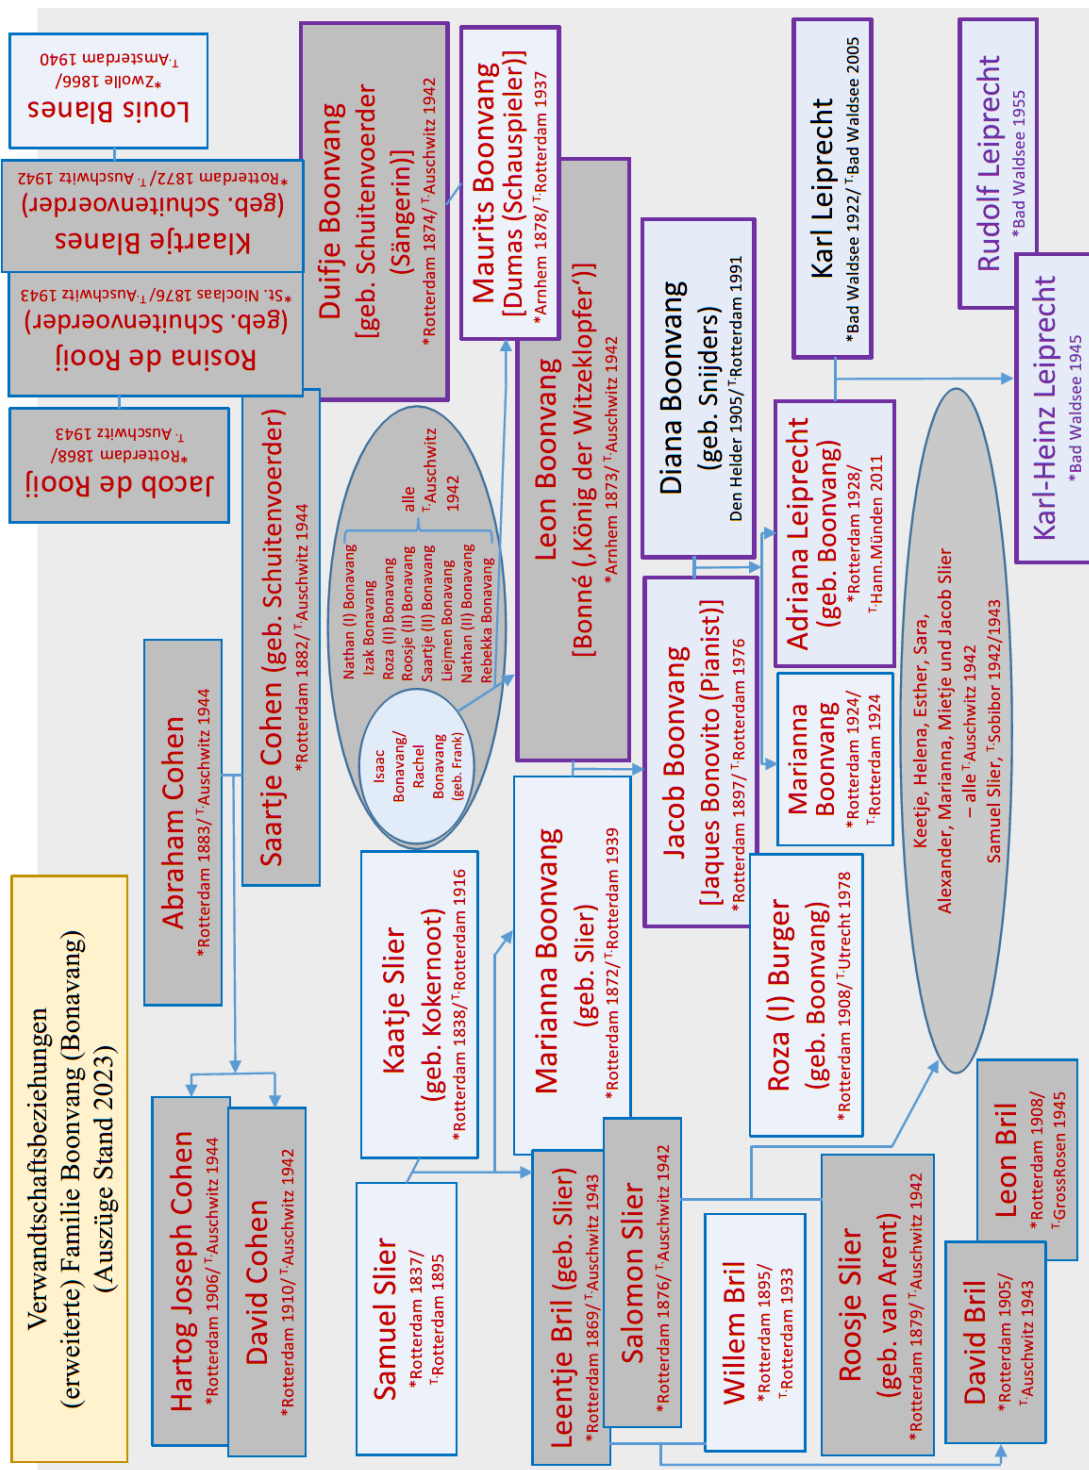 Verwandtschaftsbeziehungen
(erweiterte) Familie Boonvang (Bonavang)
(Auszüge Stand 2023)
Hartog Joseph Cohen
*Rotterdam 1906/ T.Auschwitz 1944
David Cohen
*Rotterdam 1910/ T.Auschwitz 1942
Abraham Cohen
*Rotterdam 1883/ T.Auschwitz 1944
Saartje Cohen (geb. Schuitenvoerder)
*Rotterdam 1882/ T.Auschwitz 1944
Jacob de Rooij
*Rotterdam 1868/
T. Auschwitz 1943
Rosina de Rooij
(geb. Schuitenvoerder)
*St. Nioclaas 1876/T.Auschwitz 1943
Klaartje Blanes
(geb. Schuitenvoerder)
*Rotterdam 1872/T. Auschwitz 1942
Louis Blanes
*Zwolle 1866/
T.Amsterdam 1940
Duifje Boonvang
[geb. Schuitenvoerder
(Sängerin)]
*Rotterdam 1874/ T.Auschwitz 1942
Maurits Boonvang
[Dumas (Schauspieler)]
*Arnhem 1878/ T.Rotterdam 1937
Samuel Slier
*Rotterdam 1837/
T.Rotterdam 1895
Kaatje Slier
(geb. Kokernoot)
*Rotterdam 1838/ T.Rotterdam 1916
Isaac
Bonavang/
Rachel
Bonavang
(geb. Frank)
Nathan (I) Bonavang
Izak Bonavang
Roza (II) Bonavang
Roosje (II) Bonavang
Saartje (II) Bonavang
Liejmen Bonavang
Nathan (II) Bonavang
Rebekka Bonavang
alle
T.Auschwitz
1942
Leentje Bril (geb. Slier)
*Rotterdam 1869/ T.Auschwitz 1943
Salomon Slier
*Rotterdam 1876/ T.Auschwitz 1942
Marianna Boonvang
(geb. Slier)
*Rotterdam 1872/ T.Rotterdam 1939
Leon Boonvang
[Bonné (‚König der Witzeklopfer‘)]
*Arnhem 1873/ T.Auschwitz 1942
Willem Bril
*Rotterdam 1895/
T.Rotterdam 1933
Roza (I) Burger
(geb. Boonvang)
*Rotterdam 1908/ T.Utrecht 1978
Jacob Boonvang
[Jaques Bonovito (Pianist)]
*Rotterdam 1897/ T.Rotterdam 1976
Diana Boonvang
(geb. Snijders)
Den Helder 1905/ T.Rotterdam 1991
Marianna
Boonvang
*Rotterdam 1924/
T.Rotterdam 1924
Adriana Leiprecht
(geb. Boonvang)
*Rotterdam 1928/
T.Hann.Münden 2011
Karl Leiprecht
*Bad Waldsee 1922/ T.Bad Waldsee 2005
Roosje Slier
(geb. van Arent)
*Rotterdam 1879/ T.Auschwitz 1942
Keetje, Helena, Esther, Sara,
Alexander, Marianna, Mietje und Jacob Slier
– alle T.Auschwitz 1942
Samuel Slier, T.Sobibor 1942/1943
David Bril
*Rotterdam 1905/
T.Auschwitz 1943
Leon Bril
*Rotterdam 1908/
T.GrossRosen 1945
Rudolf Leiprecht
*Bad Waldsee 1955
Karl-Heinz Leiprecht
*Bad Waldsee 1945